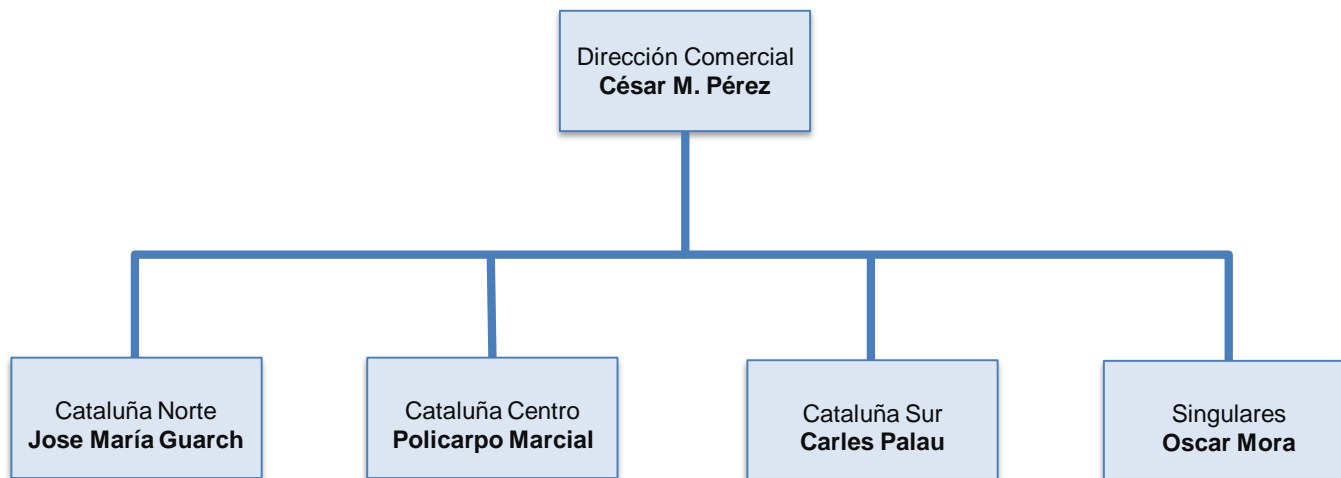 Dirección Comercial
César M. Pérez
Cataluña Norte
Jose María Guarch
Cataluña Centro
Policarpo Marcial
Cataluña Sur
Carles Palau
Singulares
Oscar Mora